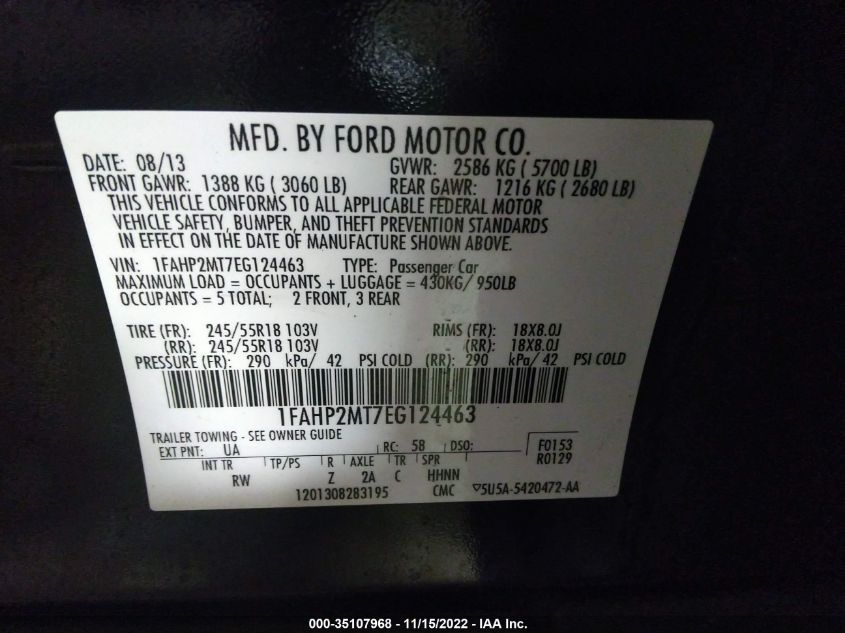 MFD. BY FORD MOTOR CO.
DATE: 08/13 GVWR: 2586 KG ( 5700 LB)
FRONT GAWR: 1388 KG ( 3060 LB) REAR GAWR: 1216 KG ( 2680 LB)
THIS VEHICLE CONFORMS TO ALL APPLICABLE FEDERAL MOTOR
VEHICLE SAFETY, BUMPER, AND THEFT PREVENTION STANDARDS
IN EFFECT ON THE DATE OF MANUFACTURE SHOWN ABOVE.
VIN: 1FAHP2MT7EG124463 TYPE: Passenger Car
MAXIMUM LOAD = OCCUPANTS + LUGGAGE = 430KG/ 950LB
OCCUPANTS = 5 TOTAL; 2 FRONT, 3 REAR
TIRE (FR): 245/55R18 103V RIMS (FR): 18X8.0J
(RR): 245/55R18 103V (RR): 18X8.0J
PRESSURE (FR): 290 kPa/ 42 PSI COLD (RR): 290 kPa/ 42 PSI COLD
1FAHP2MT7EG124463
TRAILER TOWING - SEE OWNER GUIDE
EXT PNT: UA RC: 58 DSO: F0153
R0129
INT TR TP/PS R AXLE TR SPR
RW Z 2A C HHNN
1201308283195 CMC ▽5U5A-5420472-AA
000-35107968 - 11/15/2022 - IAA Inc.